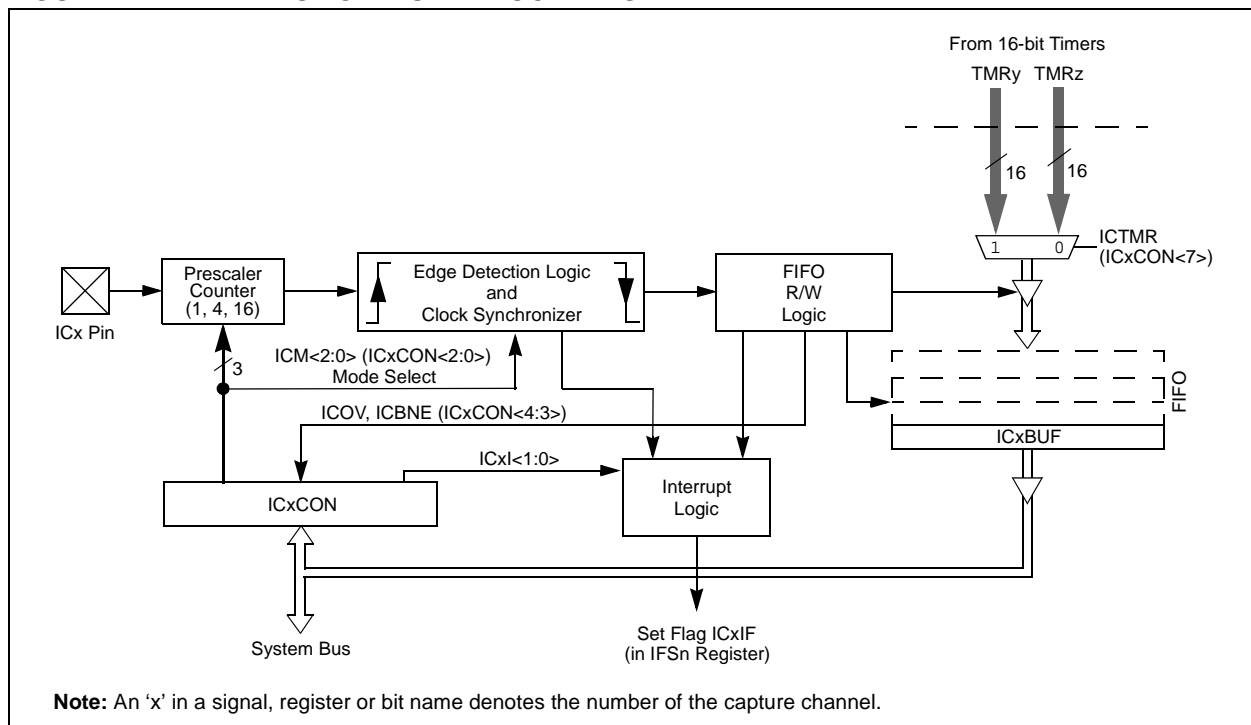 From 16-bit Timers
TMRy TMRz
16 16
1 0
ICTMR
(ICxCON<7>)
Prescaler
Counter
(1, 4, 16)
Edge Detection Logic
and
Clock Synchronizer
FIFO
R/W
Logic
ICx Pin
3
ICM<2:0> (ICxCON<2:0>)
Mode Select
FIFO
ICOV, ICBNE (ICxCON<4:3>)
ICxBUF
ICxI<1:0>
ICxCON
Interrupt
Logic
System Bus
Set Flag ICxIF
(in IFSn Register)
Note: An ‘x’ in a signal, register or bit name denotes the number of the capture channel.